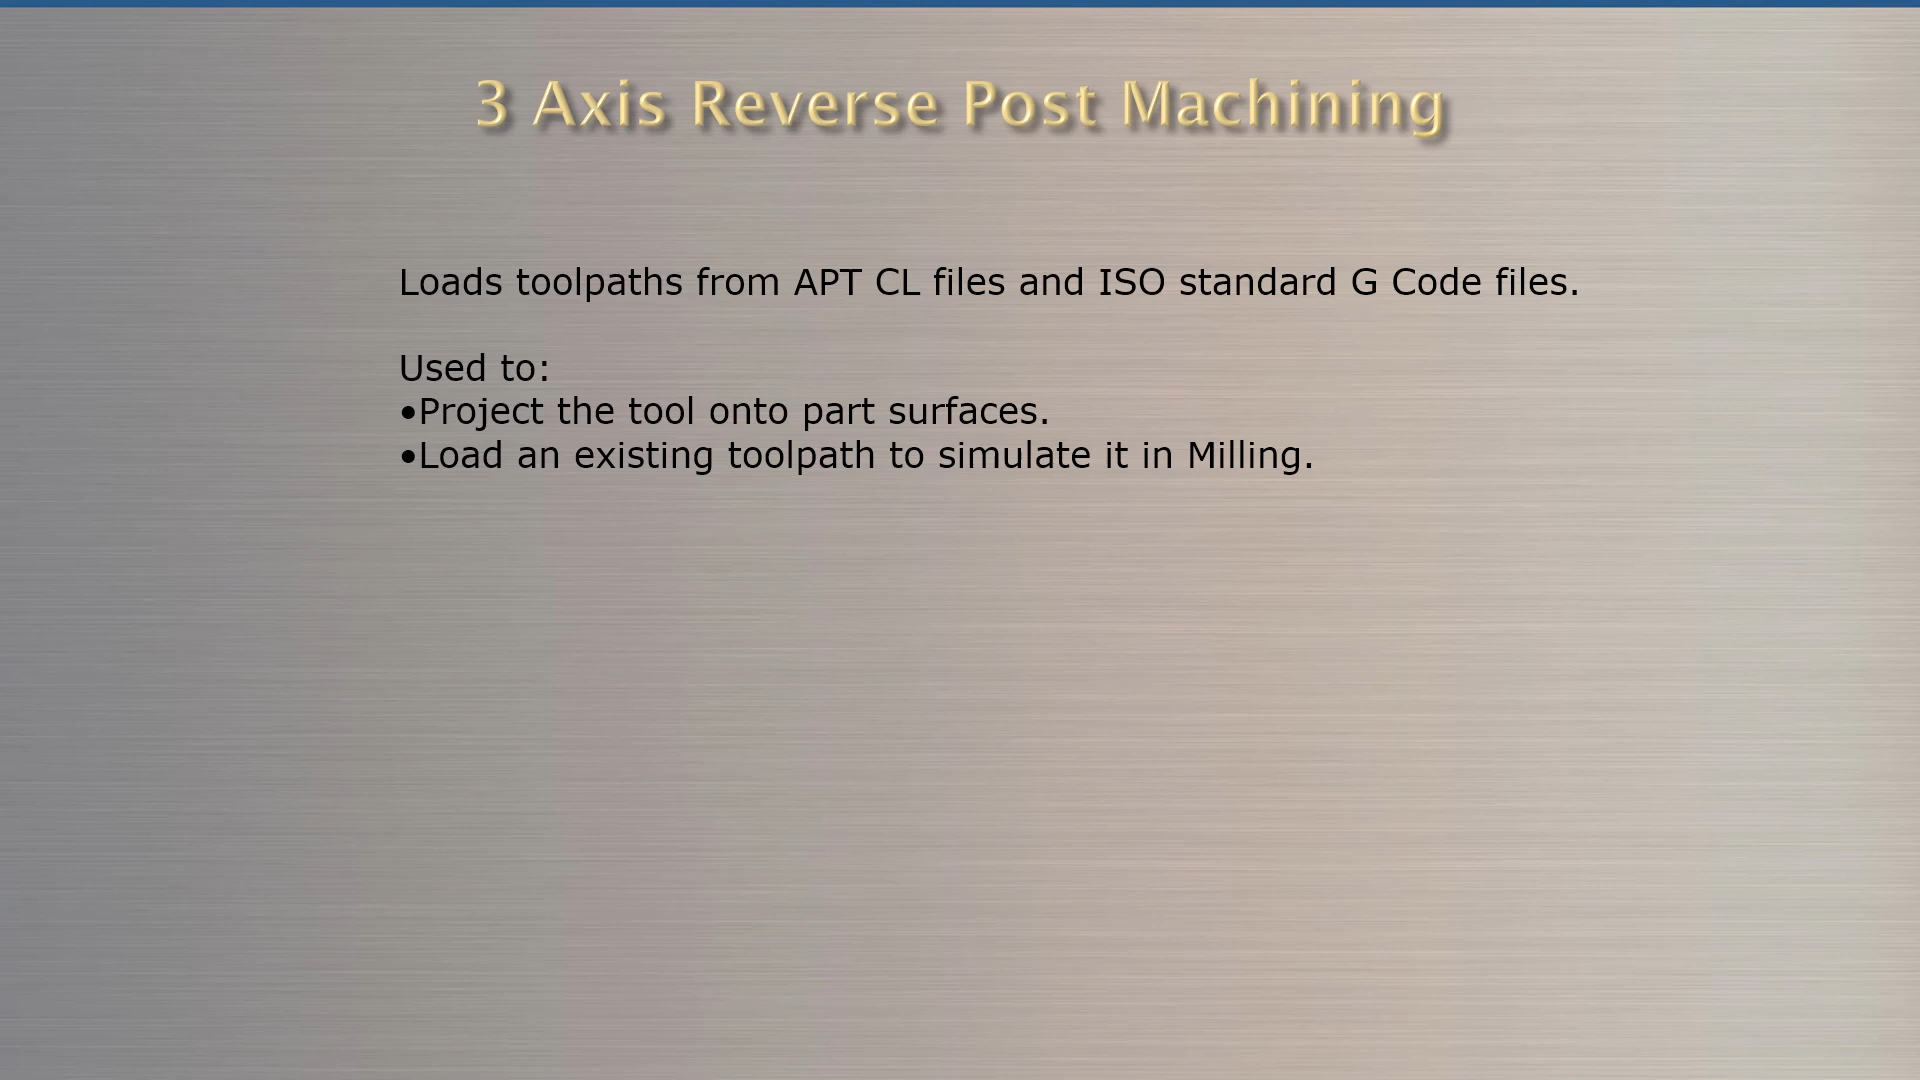 3 Axis Reverse Post Machining
Loads toolpaths from APT CL files and ISO standard G Code files.
Used to:
•Project the tool onto part surfaces.
•Load an existing toolpath to simulate it in Milling.